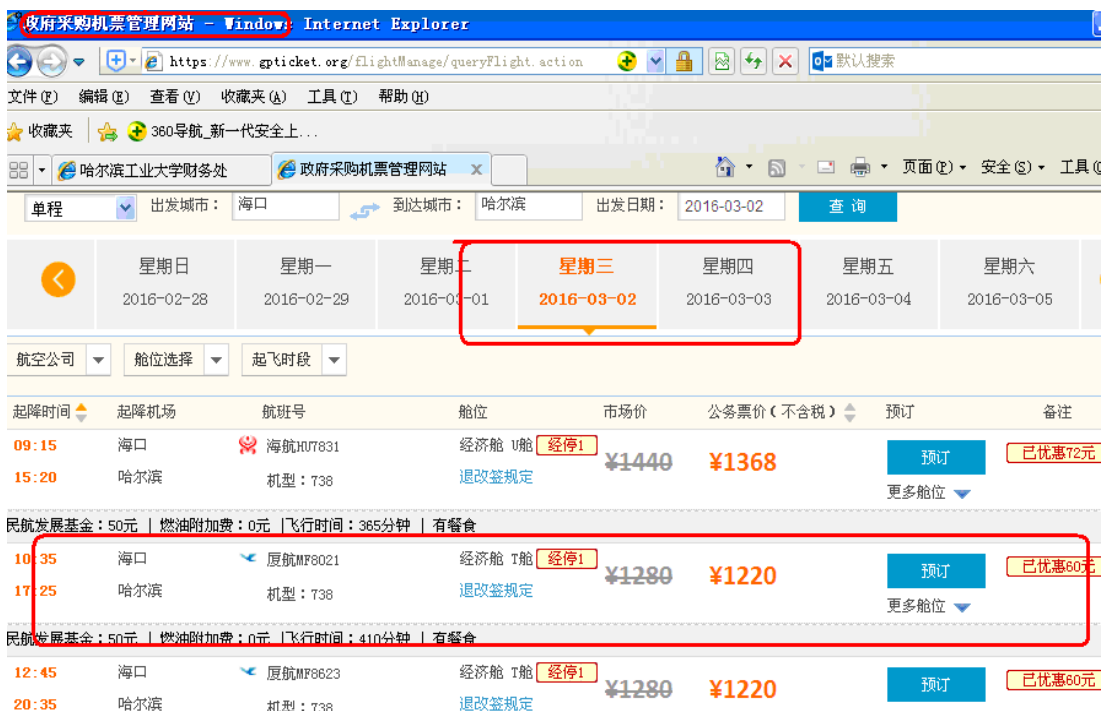 政府采购机票管理网站 - Windows Internet Explorer
https://www.gpticket.org/flightManage/queryFlight.action 默认搜索
文件(F) 编辑(E) 查看(V) 收藏夹(A) 工具(T) 帮助(H)
收藏夹 360导航_新一代安全上...
哈尔滨工业大学财务处 政府采购机票管理网站 x 页面(P) 安全(S) 工具(O
单程 出发城市： 海口 到达城市： 哈尔滨 出发日期： 2016-03-02 查 询
星期日 星期一 星期二 星期三 星期四 星期五 星期六
2016-02-28 2016-02-29 2016-03-01 2016-03-02 2016-03-03 2016-03-04 2016-03-05
航空公司 舱位选择 起飞时段
起降时间 起降机场 航班号 舱位 市场价 公务票价（不含税） 预订 备注
09:15 海口 海航HU7831 经济舱 U舱 经停1 ¥1440 ¥1368 预订 已优惠72元
15:20 哈尔滨 机型：738 退改签规定 更多舱位
民航发展基金：50元 | 燃油附加费：0元 |飞行时间：365分钟 | 有餐食
10:35 海口 厦航MF8021 经济舱 T舱 经停1 ¥1280 ¥1220 预订 已优惠60元
17:25 哈尔滨 机型：738 退改签规定 更多舱位
民航发展基金：50元 | 燃油附加费：0元 |飞行时间：410分钟 | 有餐食
12:45 海口 厦航MF8623 经济舱 T舱 经停1 ¥1280 ¥1220 预订 已优惠60元
20:35 哈尔滨 机型：738 退改签规定